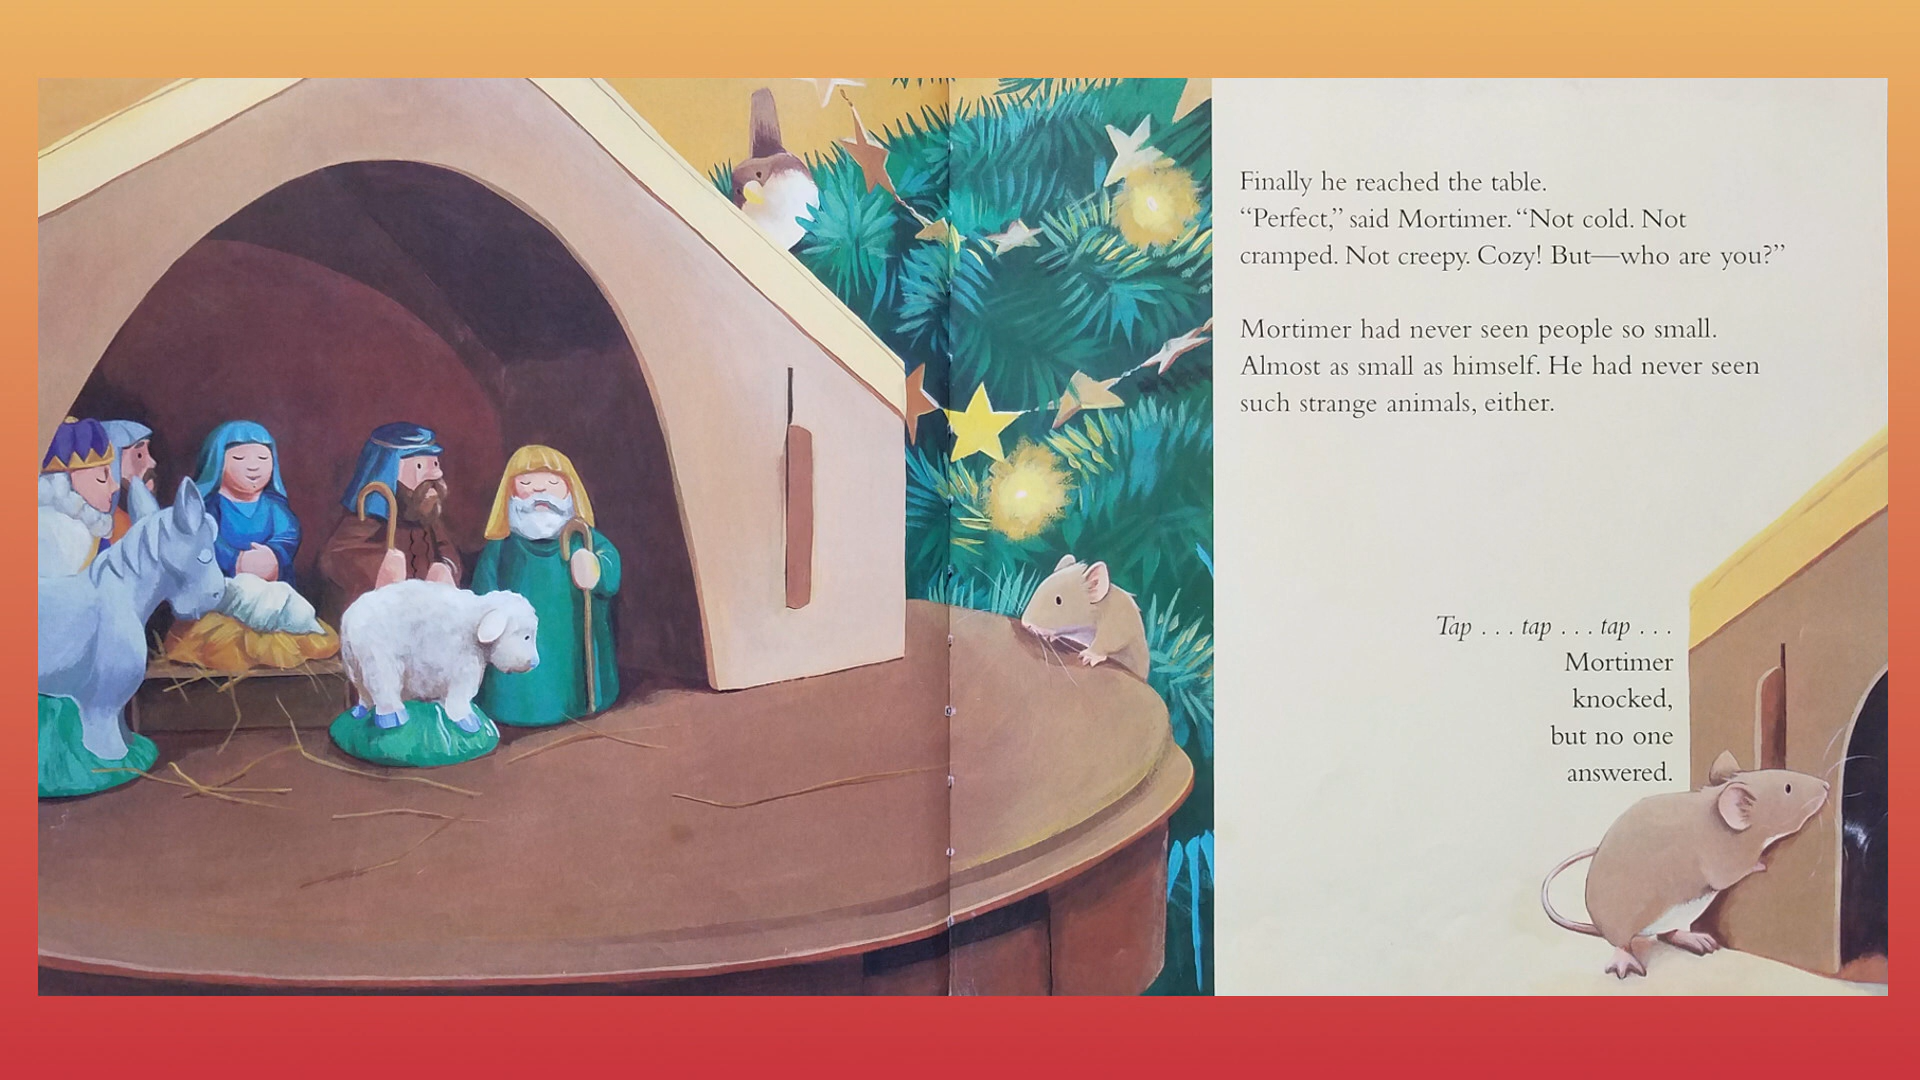 Finally he reached the table.
“Perfect,” said Mortimer. “Not cold. Not
cramped. Not creepy. Cozy! But—who are you?”
Mortimer had never seen people so small.
Almost as small as himself. He had never seen
such strange animals, either.
Tap . . . tap . . . tap . . .
Mortimer
knocked,
but no one
answered.